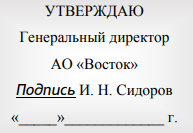 УТВЕРЖДАЮ
Генеральный директор
АО «Восток»
Подпись И. Н. Сидоров
«_____»_____________ г.